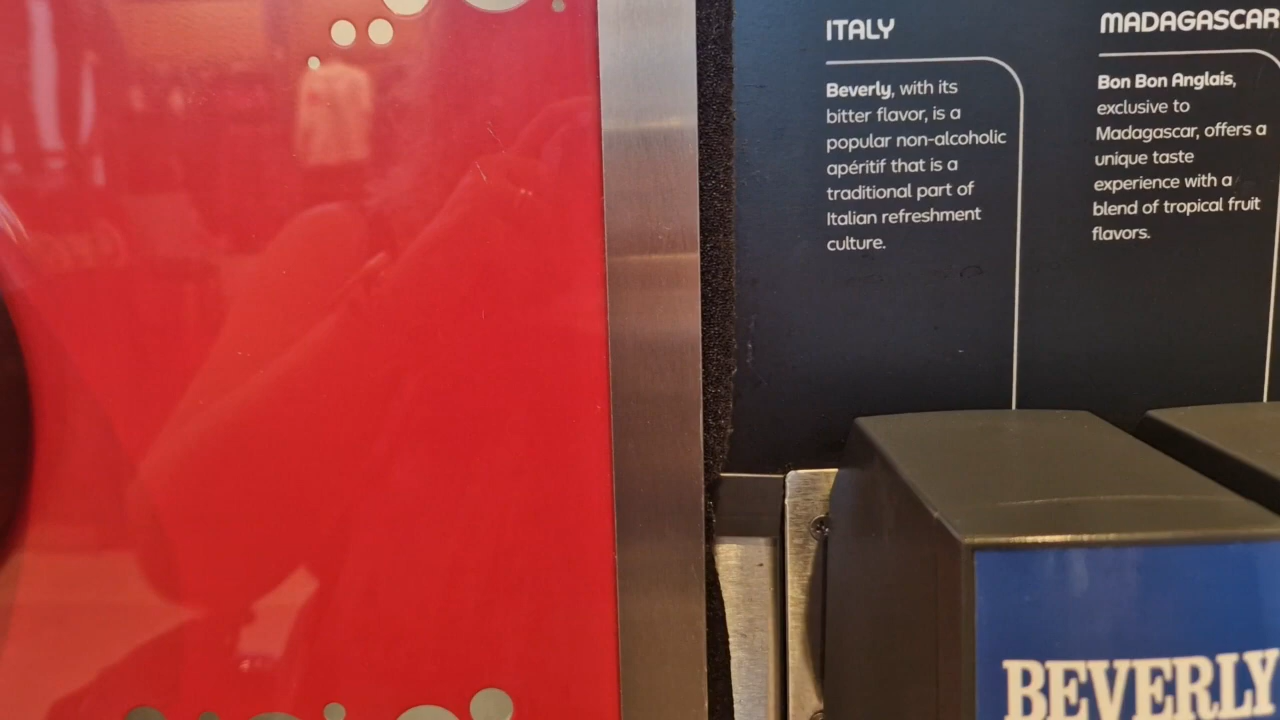 ITALY
Beverly, with its
bitter flavor, is a
popular non-alcoholic
apéritif that is a
traditional part of
Italian refreshment
culture.
MADAGASCAR
Bon Bon Anglais,
exclusive to
Madagascar, offers a
unique taste
experience with a
blend of tropical fruit
flavors.
BEVERLY